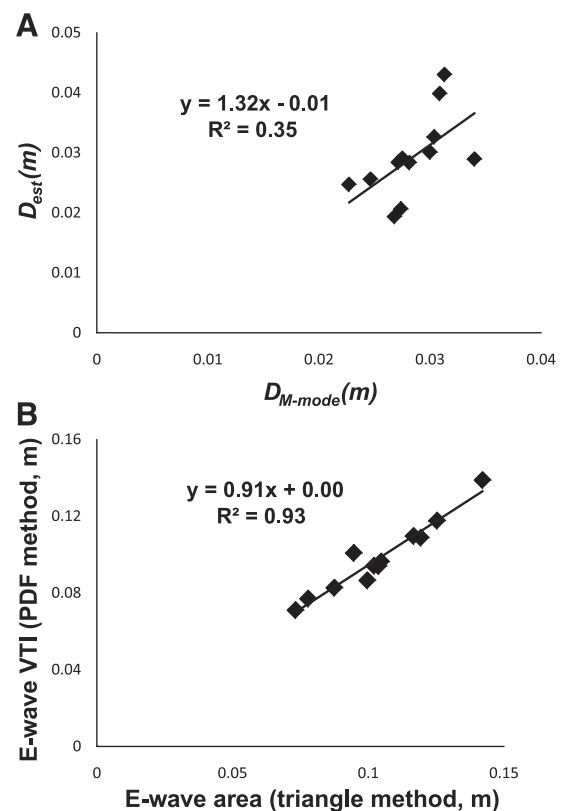 A
0.05
0.04
0.03
0.02
0.01
0
D_est(m)
y = 1.32x - 0.01
R² = 0.35
0
0.01
0.02
0.03
0.04
D_M-mode(m)
B
0.16
0.12
0.08
0.04
0
E-wave VTI (PDF method, m)
y = 0.91x + 0.00
R² = 0.93
0
0.05
0.1
0.15
E-wave area (triangle method, m)